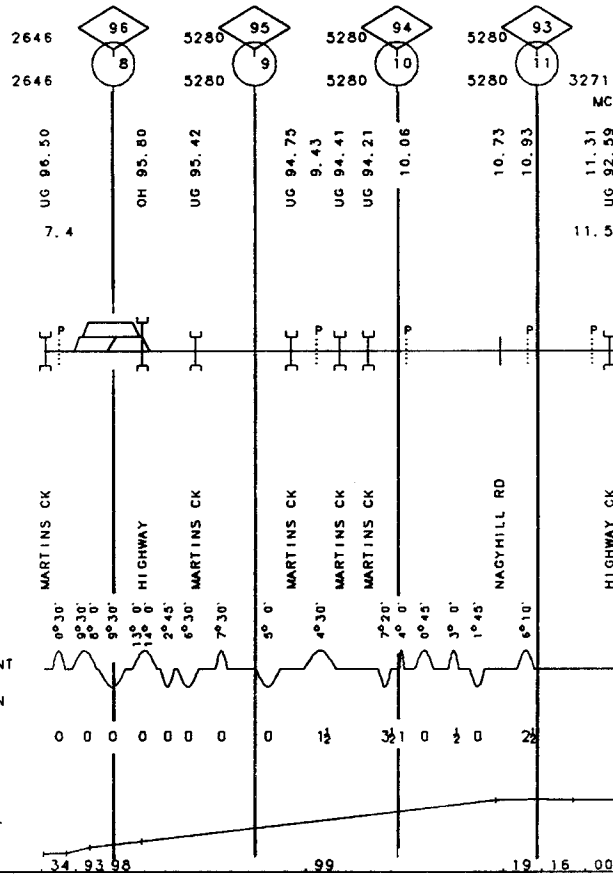 2646 96 5280 95 5280 94 5280 93
2646 8 5280 9 5280 10 5280 11 3271
MC
UG 96.50
OH 95.80
UG 95.42
UG 94.75
9.43
UG 94.41
UG 94.21
10.06
10.73
10.93
11.31
UG 92.59
7.4 11.5
P P P P P
MARTINS CK
HIGHWAY
MARTINS CK
MARTINS CK
MARTINS CK
MARTINS CK
NAGYHILL RD
HIGHWAY CK
0°30'
9°30'
8°0'
9°30'
13°0'
14°0'
2°45'
6°30'
7°30'
5°0'
4°30'
7°20'
4°0'
0°45'
3°0'
1°45'
6°10'
NT
N
0 0 0 0 0 0 0 0 1½ 3½ 1 0 ½ 0 2½
.34 .93 .98 .99 19 .16 .00